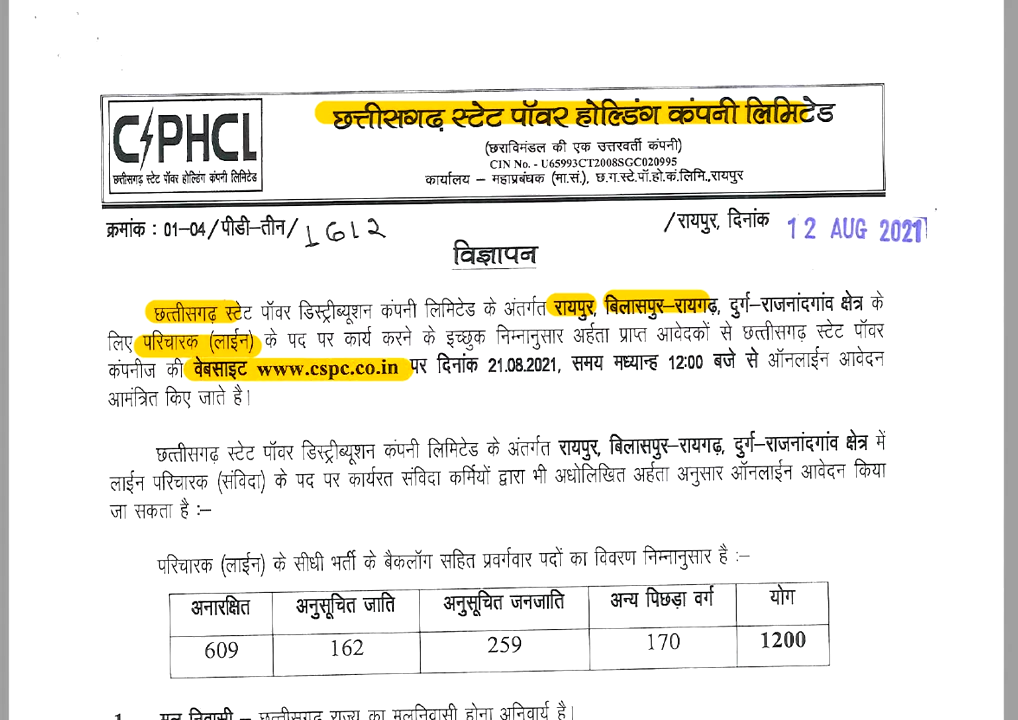 CSPHCL
छत्तीसगढ़ स्टेट पॉवर होल्डिंग कंपनी लिमिटेड
छत्तीसगढ़ स्टेट पॉवर होल्डिंग कंपनी लिमिटेड
(छराविमंडल की एक उत्तरवर्ती कंपनी)
CIN No. - U65993CT2008SGC020995
कार्यालय – महाप्रबंधक (मा.सं.), छ.ग.स्टे.पॉ.हो.कं.लिमि.,रायपुर
क्रमांक : 01-04/पीडी-तीन/1612 /रायपुर, दिनांक 12 AUG 2021
विज्ञापन
छत्तीसगढ़ स्टेट पॉवर डिस्ट्रीब्यूशन कंपनी लिमिटेड के अंतर्गत रायपुर, बिलासपुर–रायगढ़, दुर्ग–राजनांदगांव क्षेत्र के
लिए परिचारक (लाईन) के पद पर कार्य करने के इच्छुक निम्नानुसार अर्हता प्राप्त आवेदकों से छत्तीसगढ़ स्टेट पॉवर
कंपनीज की वेबसाइट www.cspc.co.in पर दिनांक 21.08.2021, समय मध्यान्ह 12:00 बजे से ऑनलाईन आवेदन
आमंत्रित किए जाते है।
छत्तीसगढ़ स्टेट पॉवर डिस्ट्रीब्यूशन कंपनी लिमिटेड के अंतर्गत रायपुर, बिलासपुर–रायगढ़, दुर्ग–राजनांदगांव क्षेत्र में
लाईन परिचारक (संविदा) के पद पर कार्यरत संविदा कर्मियों द्वारा भी अधोलिखित अर्हता अनुसार ऑनलाईन आवेदन किया
जा सकता है :–
परिचारक (लाईन) के सीधी भर्ती के बैकलॉग सहित प्रवर्गवार पदों का विवरण निम्नानुसार है :–
अनारक्षित अनुसूचित जाति अनुसूचित जनजाति अन्य पिछड़ा वर्ग योग
609 162 259 170 1200
1. मूल निवासी – छत्तीसगढ़ राज्य का मूलनिवासी होना अनिवार्य है।